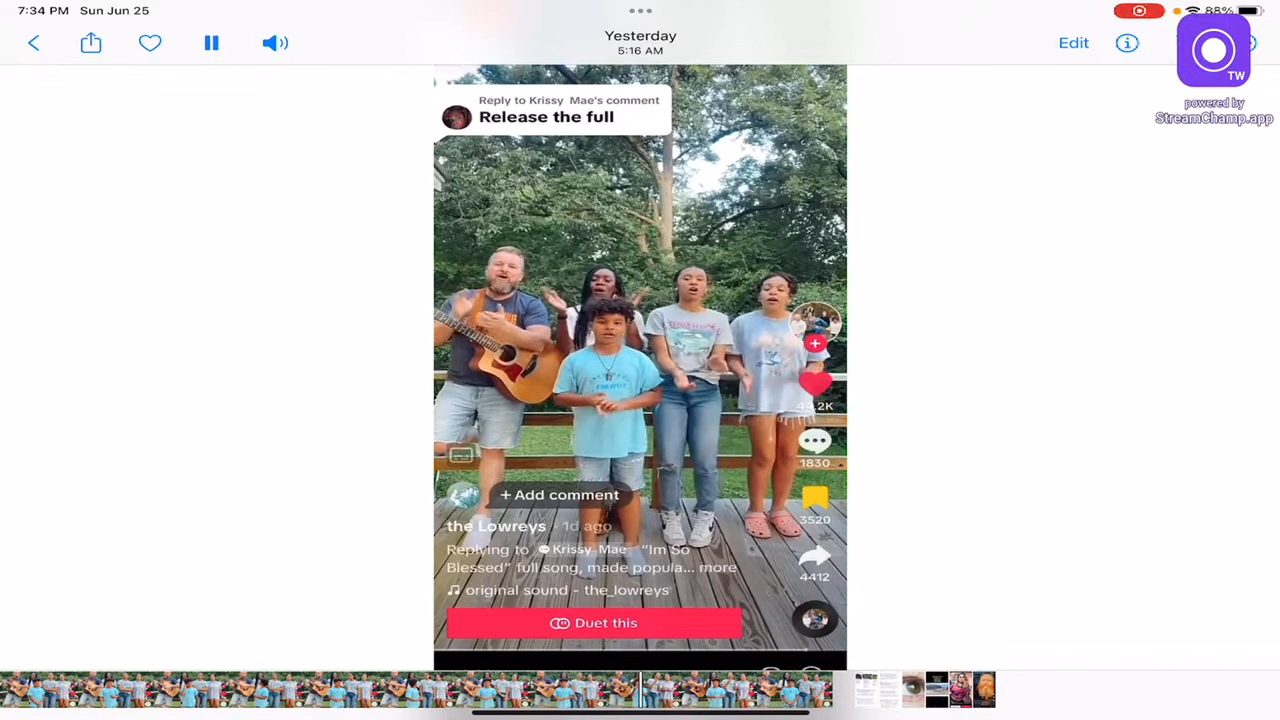 7:34 PM Sun Jun 25
88%
Yesterday
5:16 AM
Edit
TW
powered by
StreamChamp.app
Reply to Krissy Mae's comment
Release the full
44.2K
1830
3520
4412
+ Add comment
the Lowreys · 1d ago
Replying to Krissy Mae "Im So
Blessed" full song, made popula... more
original sound - the_lowreys
Duet this